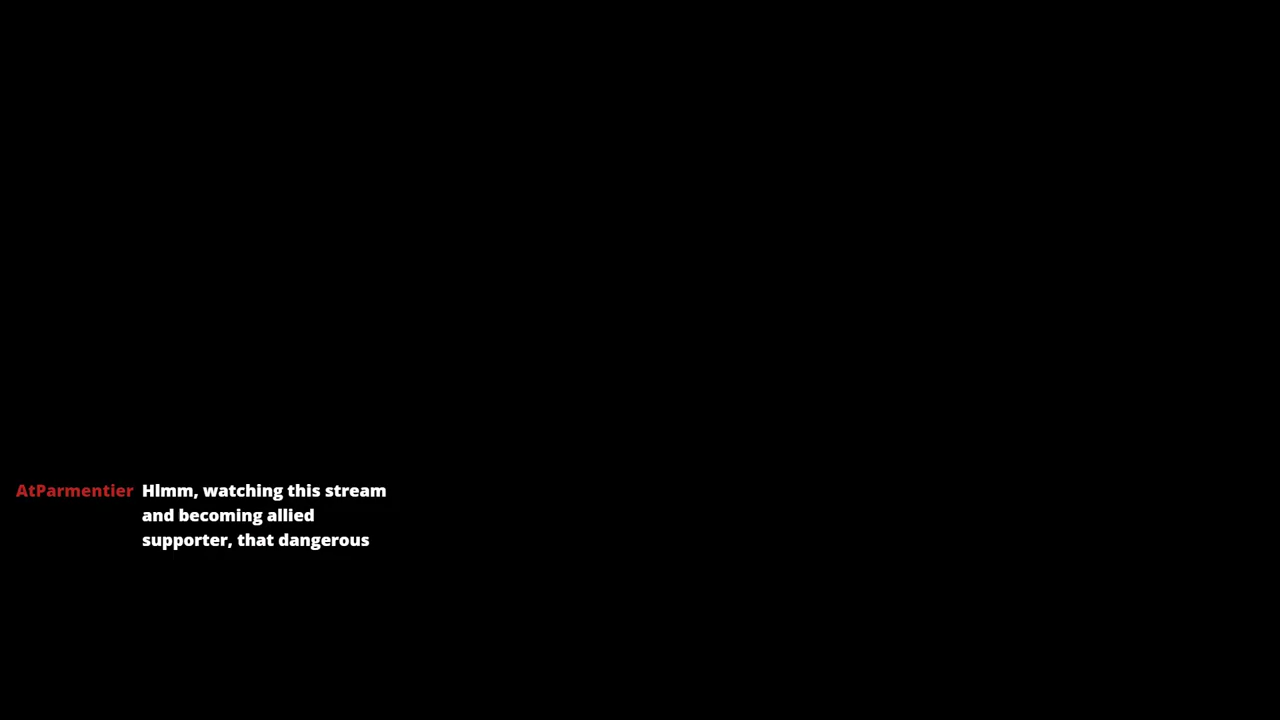 AtParmentier Hlmm, watching this stream
and becoming allied
supporter, that dangerous